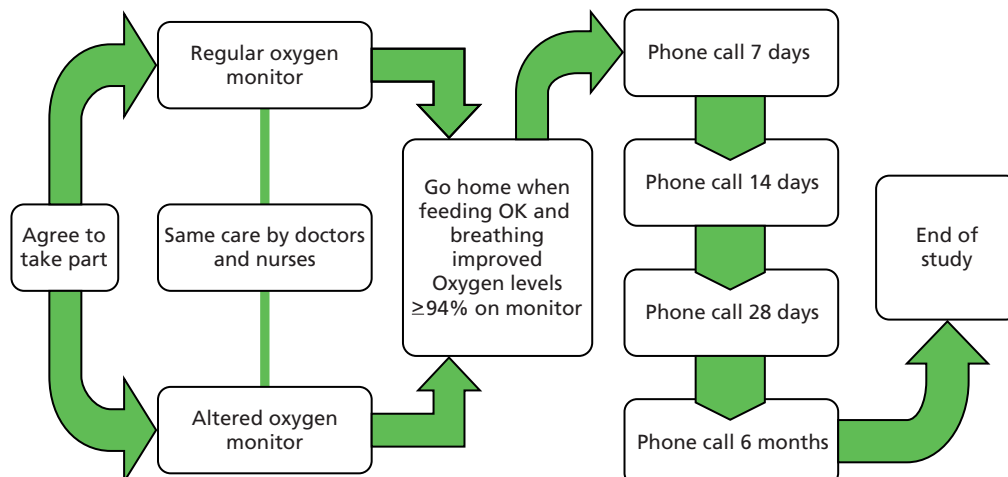 Agree to
take part
Regular oxygen
monitor
Same care by doctors
and nurses
Altered oxygen
monitor
Go home when
feeding OK and
breathing
improved
Oxygen levels
≥94% on monitor
Phone call 7 days
Phone call 14 days
Phone call 28 days
Phone call 6 months
End of
study